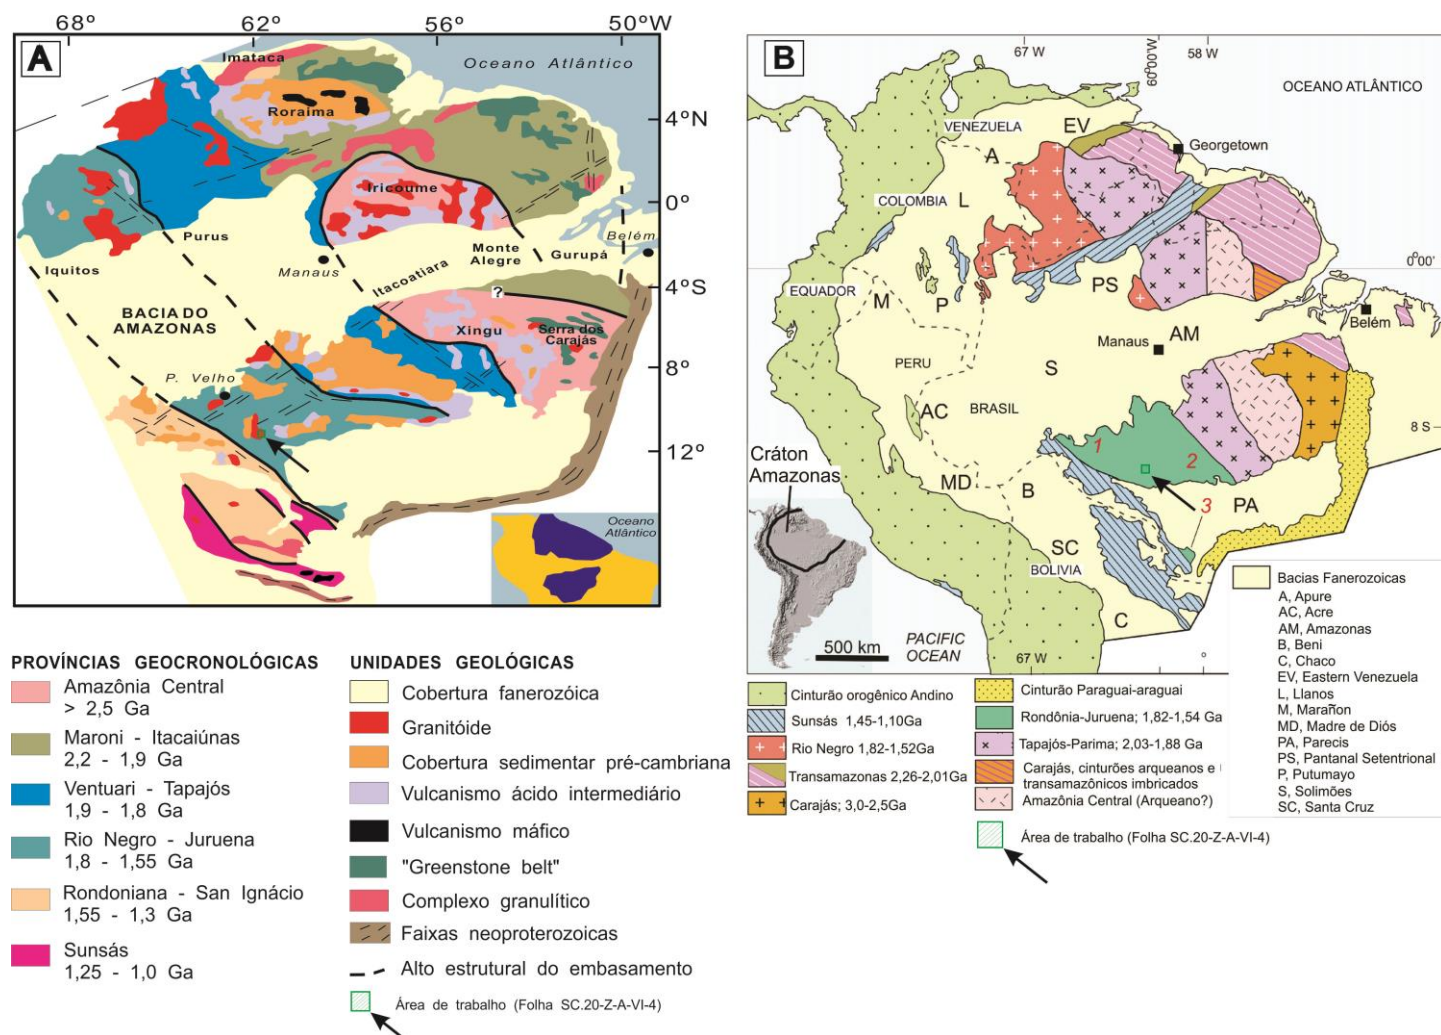 68º 62º 56º 50ºW
A
Imataca
Oceano Atlântico
Roraima
4ºN
Iricoume
0º
Purus
Monte
Alegre
Belém
Gurupá
Iquitos
Manaus
Itacoatiara
4ºS
?
BACIA DO
AMAZONAS
Xingu
Serra dos
Carajás
8º
P. Velho
12º
Oceano
Atlântico
PROVÍNCIAS GEOCRONOLÓGICAS
Amazônia Central
> 2,5 Ga
Maroni - Itacaiúnas
2,2 - 1,9 Ga
Ventuari - Tapajós
1,9 - 1,8 Ga
Rio Negro - Juruena
1,8 - 1,55 Ga
Rondoniana - San Ignácio
1,55 - 1,3 Ga
Sunsás
1,25 - 1,0 Ga
UNIDADES GEOLÓGICAS
Cobertura fanerozóica
Granitóide
Cobertura sedimentar pré-cambriana
Vulcanismo ácido intermediário
Vulcanismo máfico
"Greenstone belt"
Complexo granulítico
Faixas neoproterozoicas
Alto estrutural do embasamento
Área de trabalho (Folha SC.20-Z-A-VI-4)
B
67 W 60º00'W 58 W
OCEANO ATLÂNTICO
VENEZUELA
EV
Georgetown
A
COLOMBIA
L
0º00'
EQUADOR
M
P
PS
AM
Belém
Manaus
PERU
S
BRASIL
AC
8 S
1
2
Cráton
Amazonas
MD
B
3
PA
SC
BOLIVIA
C
500 km
PACIFIC
OCEAN
67 W
Bacias Fanerozoicas
A, Apure
AC, Acre
AM, Amazonas
B, Beni
C, Chaco
EV, Eastern Venezuela
L, Llanos
M, Marañon
MD, Madre de Diós
PA, Parecis
PS, Pantanal Setentrional
P, Putumayo
S, Solimões
SC, Santa Cruz
Cinturão orogênico Andino
Sunsás 1,45-1,10Ga
Rio Negro 1,82-1,52Ga
Transamazonas 2,26-2,01Ga
Carajás; 3,0-2,5Ga
Cinturão Paraguai-araguai
Rondônia-Juruena; 1,82-1,54 Ga
Tapajós-Parima; 2,03-1,88 Ga
Carajás, cinturões arqueanos e
transamazônicos imbricados
Amazônia Central (Arqueano?)
Área de trabalho (Folha SC.20-Z-A-VI-4)